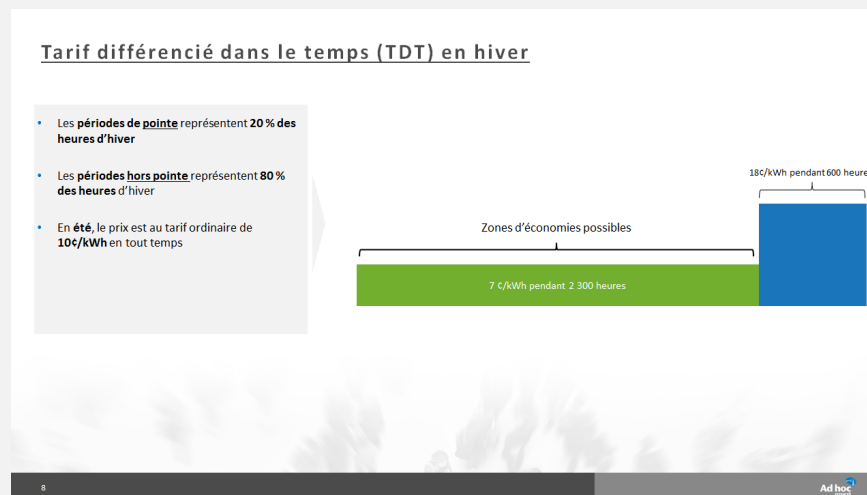 Tarif différencié dans le temps (TDT) en hiver
• Les périodes de pointe représentent 20 % des
heures d'hiver
• Les périodes hors pointe représentent 80 %
des heures d'hiver
• En été, le prix est au tarif ordinaire de
10¢/kWh en tout temps
18¢/kWh pendant 600 heure
Zones d'économies possibles
7 ¢/kWh pendant 2 300 heures
8
Ad hoc